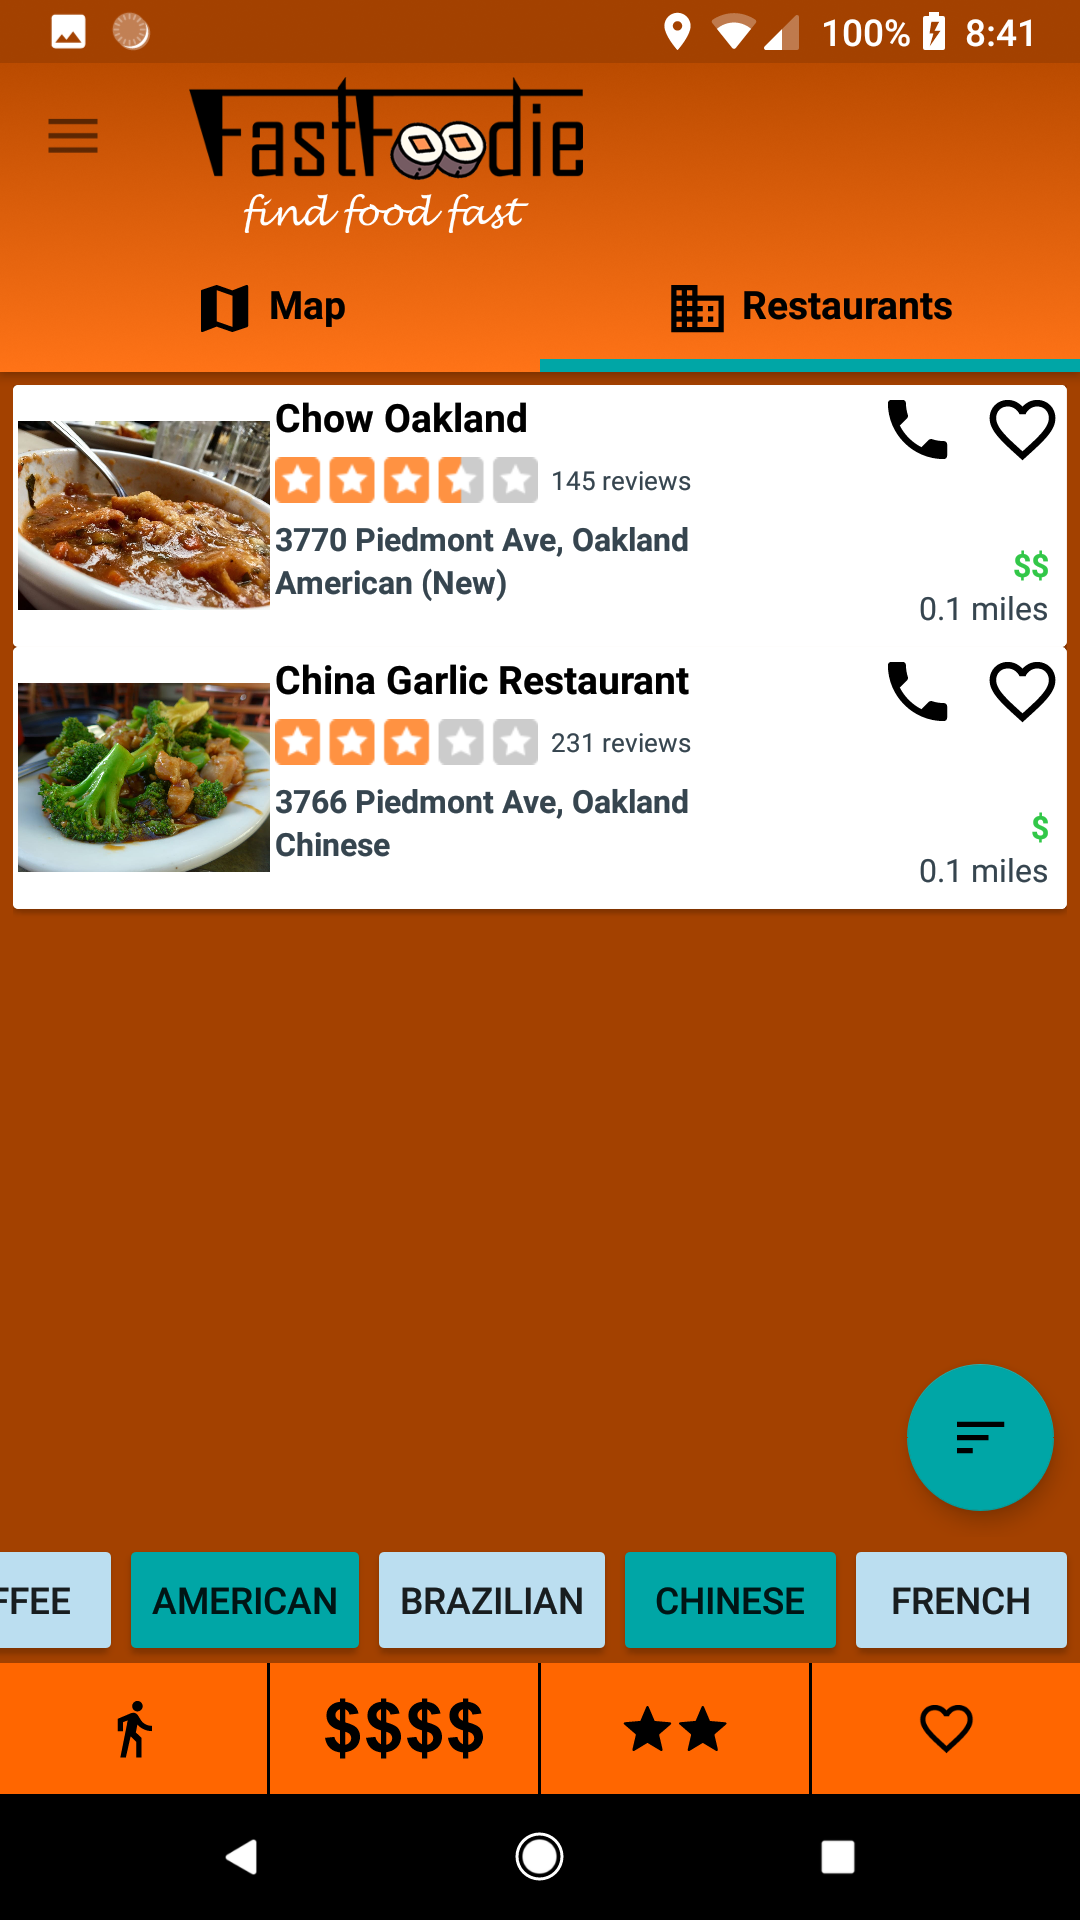 100% 8:41
FastFoodie
find food fast
Map
Restaurants
Chow Oakland
145 reviews
3770 Piedmont Ave, Oakland
American (New)
$$
0.1 miles
China Garlic Restaurant
231 reviews
3766 Piedmont Ave, Oakland
Chinese
$
0.1 miles
FFEE
AMERICAN
BRAZILIAN
CHINESE
FRENCH
$$$$